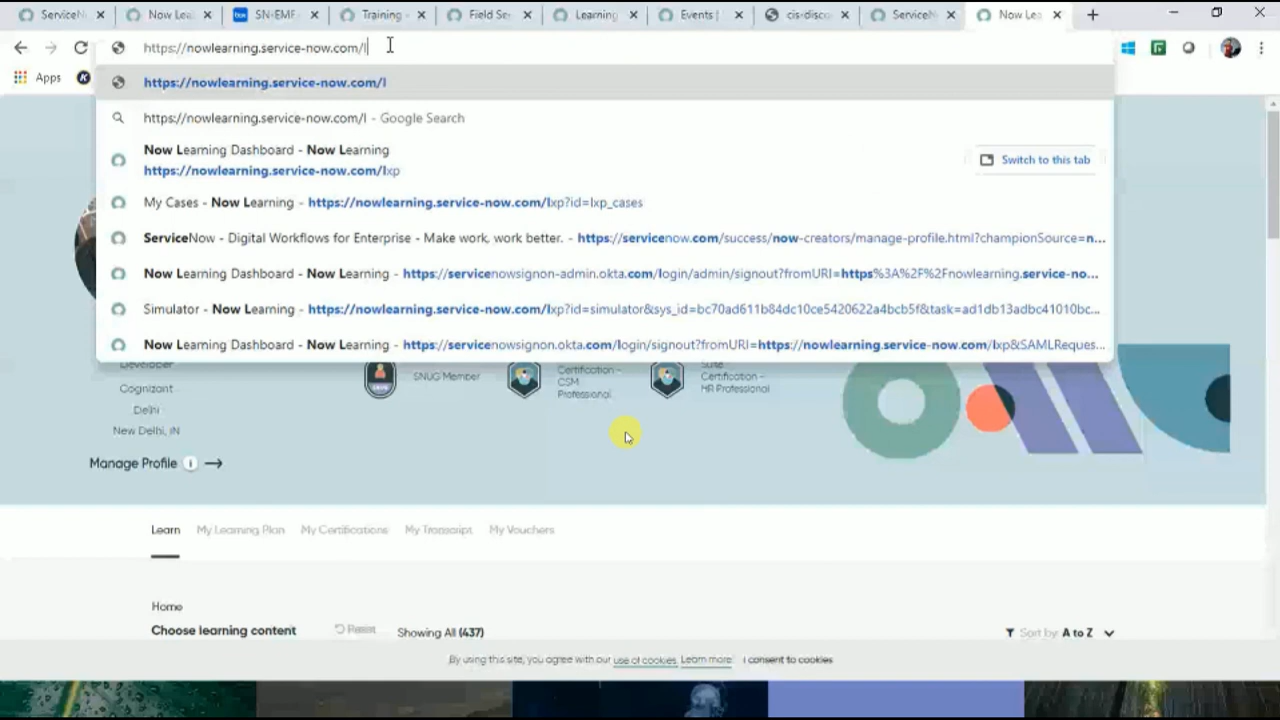 ServiceN
Now Lea
SN-EMF
Training -
Field Ser
Learning
Events |
cis-disco
ServiceN
Now Lea
https://nowlearning.service-now.com/l
Apps
https://nowlearning.service-now.com/l
https://nowlearning.service-now.com/l - Google Search
Now Learning Dashboard - Now Learning
https://nowlearning.service-now.com/lxp
Switch to this tab
My Cases - Now Learning - https://nowlearning.service-now.com/lxp?id=lxp_cases
ServiceNow - Digital Workflows for Enterprise - Make work, work better. - https://servicenow.com/success/now-creators/manage-profile.html?championSource=n...
Now Learning Dashboard - Now Learning - https://servicenowsignon-admin.okta.com/login/admin/signout?fromURI=https%3A%2F%2Fnowlearning.service-no...
Simulator - Now Learning - https://nowlearning.service-now.com/lxp?id=simulator&sys_id=bc70ad611b84dc10ce5420622a4bcb5f&task=ad1db13adbc41010bc...
Now Learning Dashboard - Now Learning - https://servicenowsignon.okta.com/login/signout?fromURI=https://nowlearning.service-now.com/lxp&SAMLReques...
Developer
Cognizant
Delhi
New Delhi, IN
SNUG Member
Certification -
CSM
Professional
Suite
Certification -
HR Professional
Manage Profile
Learn
My Learning Plan
My Certifications
My Transcript
My Vouchers
Home
Choose learning content
Reset
Showing All (437)
Sort by: A to Z
By using this site, you agree with our use of cookies. Learn more. I consent to cookies